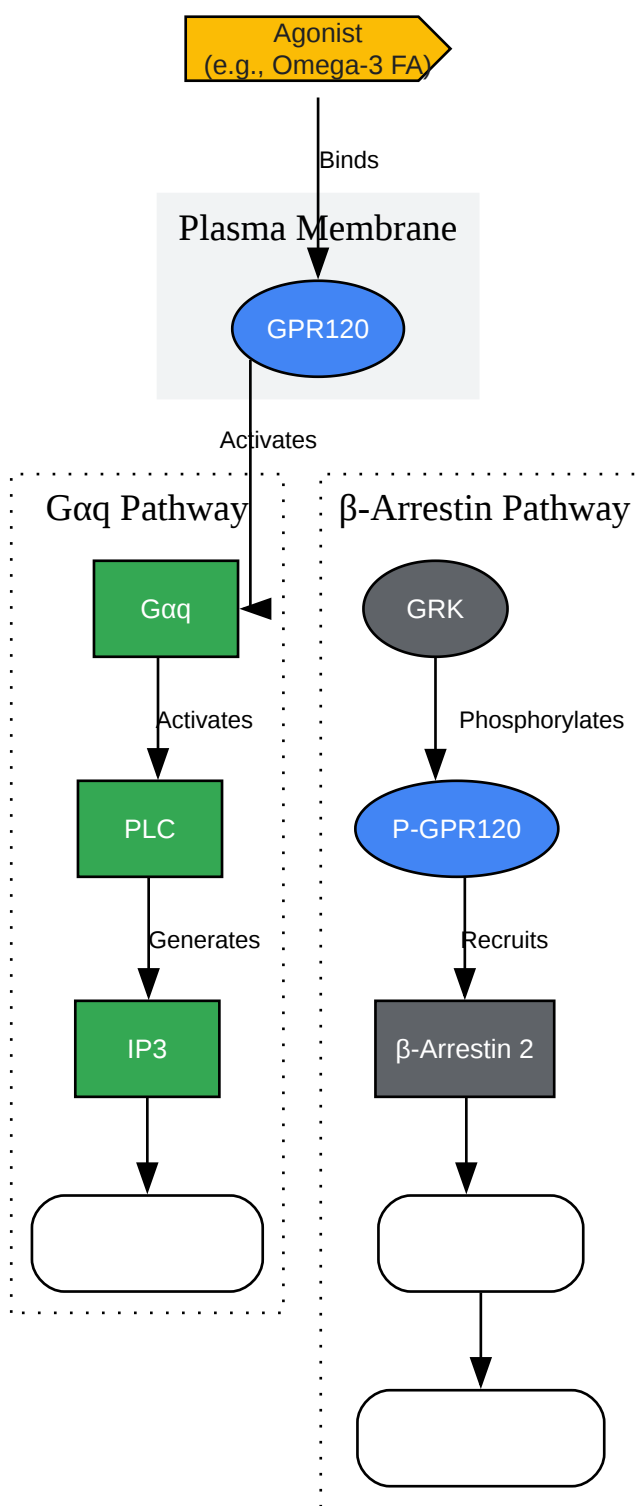 Agonist
(e.g., Omega-3 FA)
Binds
Plasma Membrane
GPR120
Activates
Gαq Pathway
Gαq
Activates
PLC
Generates
IP3
β-Arrestin Pathway
GRK
Phosphorylates
P-GPR120
Recruits
β-Arrestin 2